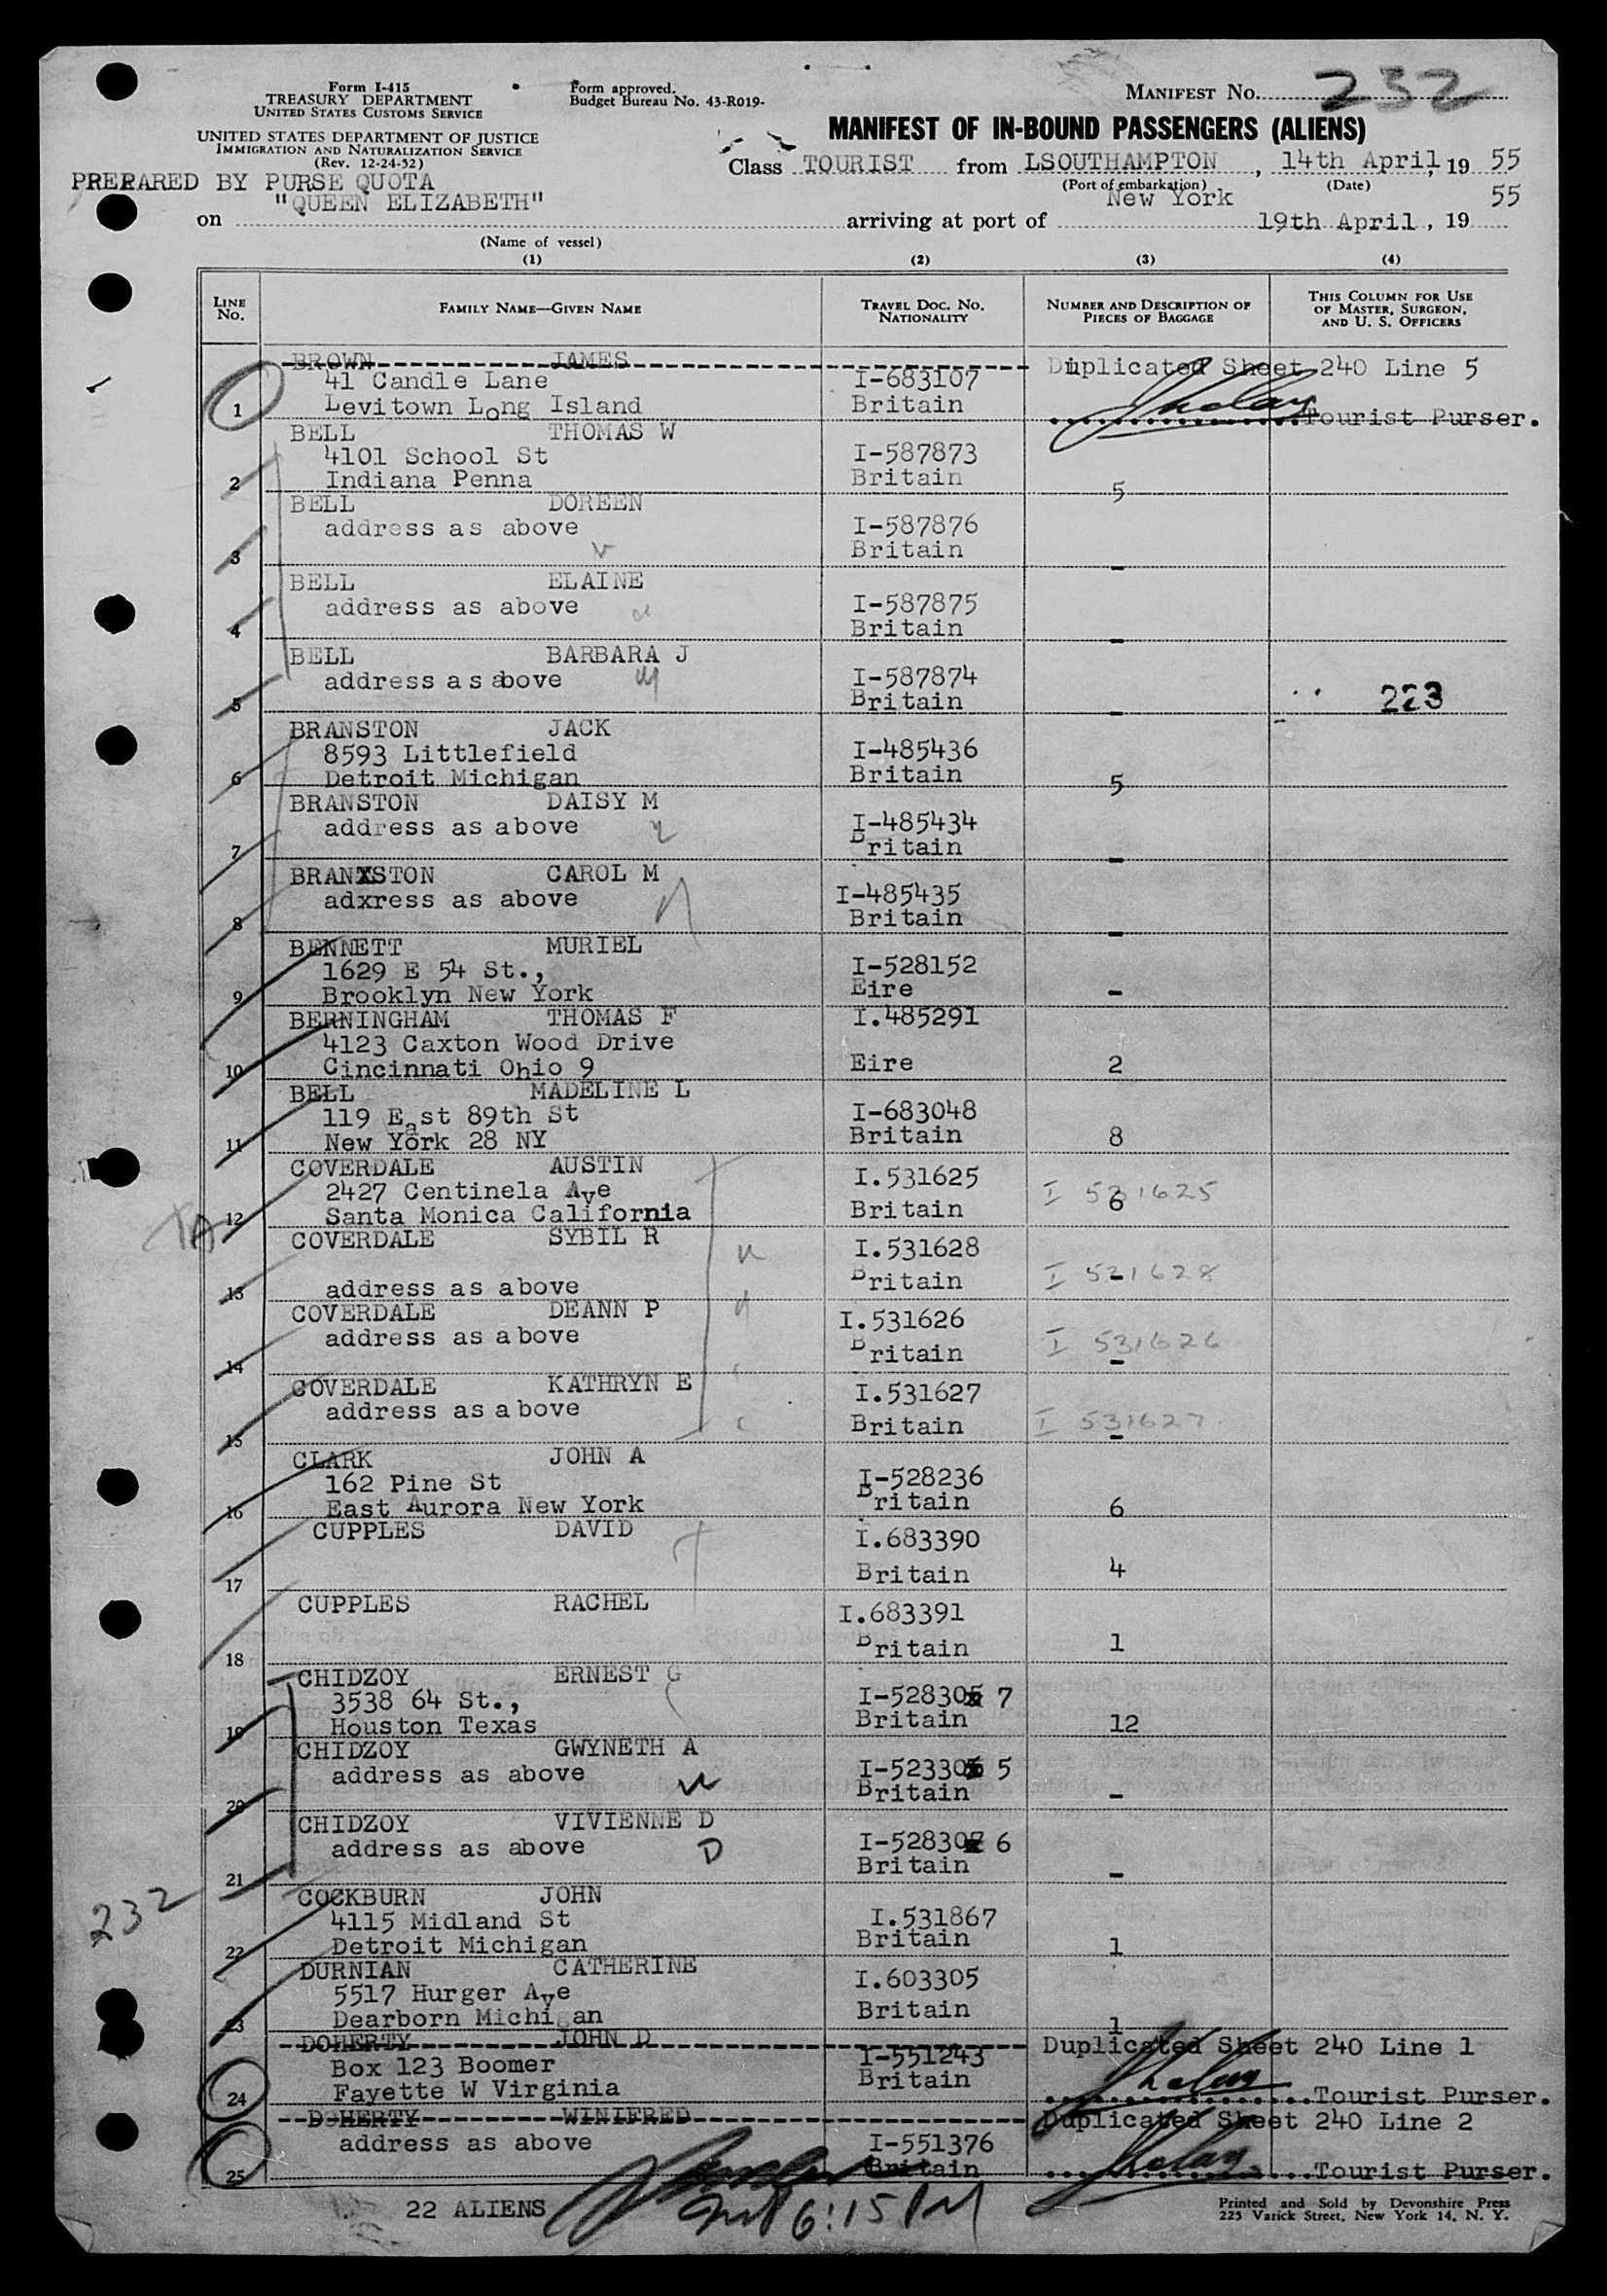 Form I-415
TREASURY DEPARTMENT
UNITED STATES CUSTOMS SERVICE
UNITED STATES DEPARTMENT OF JUSTICE
IMMIGRATION AND NATURALIZATION SERVICE
(Rev. 12-24-52)
Form approved.
Budget Bureau No. 43-R019-
MANIFEST NO. 232
MANIFEST OF IN-BOUND PASSENGERS (ALIENS)
Class TOURIST from LSOUTHAMPTON, 14th April, 19 55
(Port of embarkation) (Date)
PRERARED BY PURSE QUOTA
on "QUEEN ELIZABETH" arriving at port of New York 19th April, 19 55
(Name of vessel)
(1) (2) (3) (4)
LINE NO. FAMILY NAME—GIVEN NAME TRAVEL DOC. NO. NATIONALITY NUMBER AND DESCRIPTION OF PIECES OF BAGGAGE THIS COLUMN FOR USE OF MASTER, SURGEON, AND U. S. OFFICERS
BROWN JAMES Duplicated Sheet 240 Line 5
41 Candle Lane I-683107
1 Levitown Long Island Britain Tourist Purser.
BELL THOMAS W
4101 School St I-587873
2 Indiana Penna Britain 5
BELL DOREEN
address as above I-587876
3 Britain -
BELL ELAINE
address as above I-587875
4 Britain -
BELL BARBARA J
address as above I-587874
5 Britain - 223
BRANSTON JACK
8593 Littlefield I-485436
6 Detroit Michigan Britain 5
BRANSTON DAISY M
address as above I-485434
7 Britain -
BRANXSTON CAROL M
adxress as above I-485435
8 Britain -
BENNETT MURIEL
1629 E 54 St., I-528152
9 Brooklyn New York Eire -
BERNINGHAM THOMAS F I.485291
4123 Caxton Wood Drive
10 Cincinnati Ohio 9 Eire 2
BELL MADELINE L
119 East 89th St I-683048
11 New York 28 NY Britain 8
COVERDALE AUSTIN I.531625
2427 Centinela Ave I 531625
TA 12 Santa Monica California Britain 6
COVERDALE SYBIL R I.531628
13 address as above Britain - I 521628
COVERDALE DEANN P I.531626
address as above I 531626
14 Britain -
COVERDALE KATHRYN E I.531627
address as above I 531627
15 Britain -
CLARK JOHN A
162 Pine St I-528236
16 East Aurora New York Britain 6
CUPPLES DAVID I.683390
17 Britain 4
CUPPLES RACHEL I.683391
18 Britain 1
CHIDZOY ERNEST G
3538 64 St., I-528305 7
19 Houston Texas Britain 12
CHIDZOY GWYNETH A
address as above I-523306 5
20 Britain -
CHIDZOY VIVIENNE D
address as above D I-528307 6
21 Britain -
232
COCKBURN JOHN
4115 Midland St I.531867
22 Detroit Michigan Britain 1
DURNIAN CATHERINE I.603305
5517 Hurger Ave
23 Dearborn Michigan Britain 1
DOHERTY JOHN D Duplicated Sheet 240 Line 1
Box 123 Boomer I-551243
24 Fayette W Virginia Britain Tourist Purser.
DOHERTY WINIFRED Duplicated Sheet 240 Line 2
address as above I-551376
25 Britain Tourist Purser.
22 ALIENS
6:15 PM
Printed and Sold by Devonshire Press
225 Varick Street, New York 14, N. Y.